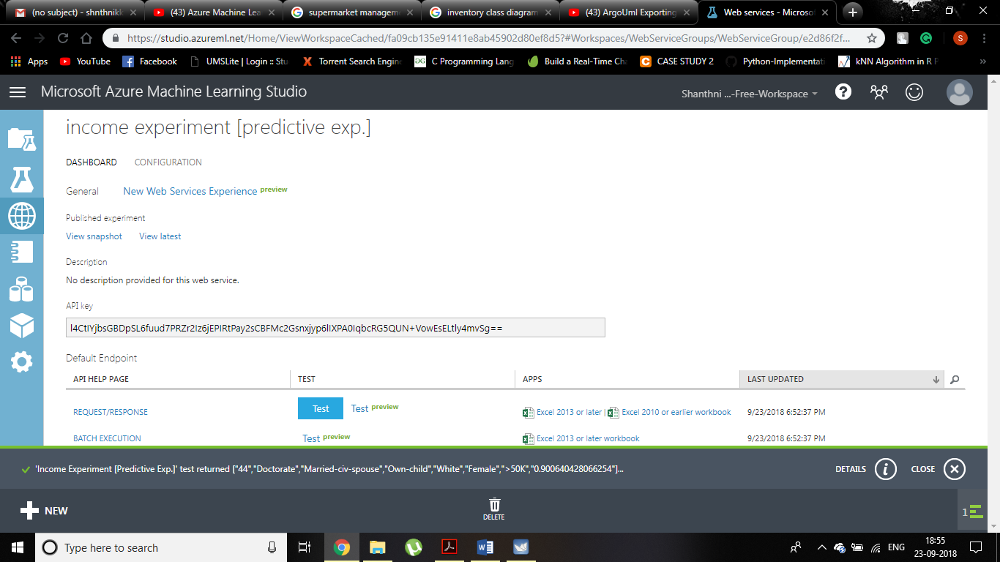 (no subject) - shnthnikk
(43) Azure Machine Lea
supermarket managem
inventory class diagram
(43) ArgoUml Exporting
Web services - Microsof
https://studio.azureml.net/Home/ViewWorkspaceCached/fa09cb135e91411e8ab45902d80ef8d5?#Workspaces/WebServiceGroups/WebServiceGroup/e2d86f2f...
S
Apps YouTube Facebook UMSLite | Login :: Stu Torrent Search Engine C Programming Lang Build a Real-Time Cha CASE STUDY 2 Python-Implementati kNN Algorithm in R P »
Microsoft Azure Machine Learning Studio
Shanthni ...-Free-Workspace
income experiment [predictive exp.]
DASHBOARD CONFIGURATION
General New Web Services Experience preview
Published experiment
View snapshot View latest
Description
No description provided for this web service.
API key
Default Endpoint
API HELP PAGE TEST APPS LAST UPDATED
REQUEST/RESPONSE Test Test preview Excel 2013 or later | Excel 2010 or earlier workbook 9/23/2018 6:52:37 PM
BATCH EXECUTION Test preview Excel 2013 or later workbook 9/23/2018 6:52:37 PM
'Income Experiment [Predictive Exp.]' test returned ["44","Doctorate","Married-civ-spouse","Own-child","White","Female",">50K","0.900640428066254"]...
DETAILS CLOSE
NEW
DELETE
1
Type here to search
ENG
18:55
23-09-2018